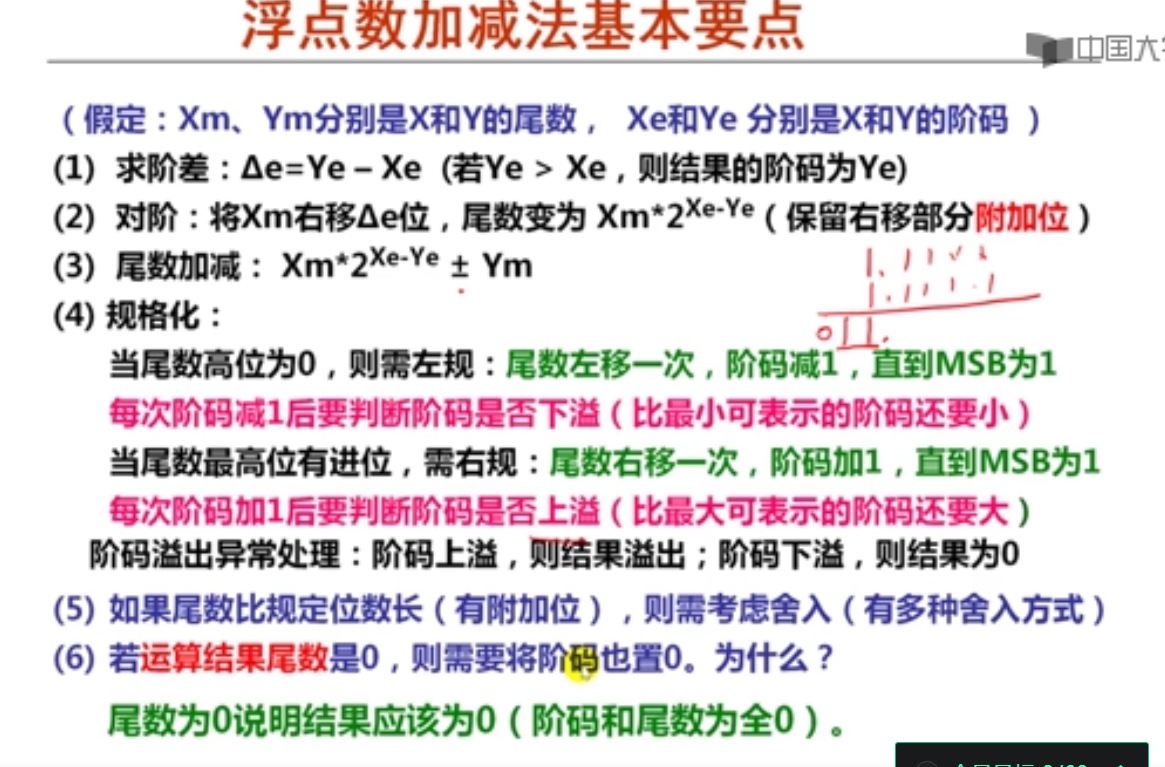 浮点数加减法基本要点
中国大
（假定：Xm、Ym分别是X和Y的尾数， Xe和Ye 分别是X和Y的阶码 ）
(1) 求阶差：Δe=Ye – Xe (若Ye > Xe，则结果的阶码为Ye)
(2) 对阶：将Xm右移Δe位，尾数变为 Xm*2^Xe-Ye（保留右移部分附加位）
(3) 尾数加减： Xm*2^Xe-Ye ± Ym
(4) 规格化：
当尾数高位为0，则需左规：尾数左移一次，阶码减1，直到MSB为1
每次阶码减1后要判断阶码是否下溢（比最小可表示的阶码还要小）
当尾数最高位有进位，需右规：尾数右移一次，阶码加1，直到MSB为1
每次阶码加1后要判断阶码是否上溢（比最大可表示的阶码还要大）
阶码溢出异常处理：阶码上溢，则结果溢出；阶码下溢，则结果为0
(5) 如果尾数比规定位数长（有附加位），则需考虑舍入（有多种舍入方式）
(6) 若运算结果尾数是0，则需要将阶码也置0。为什么？
尾数为0说明结果应该为0（阶码和尾数为全0）。